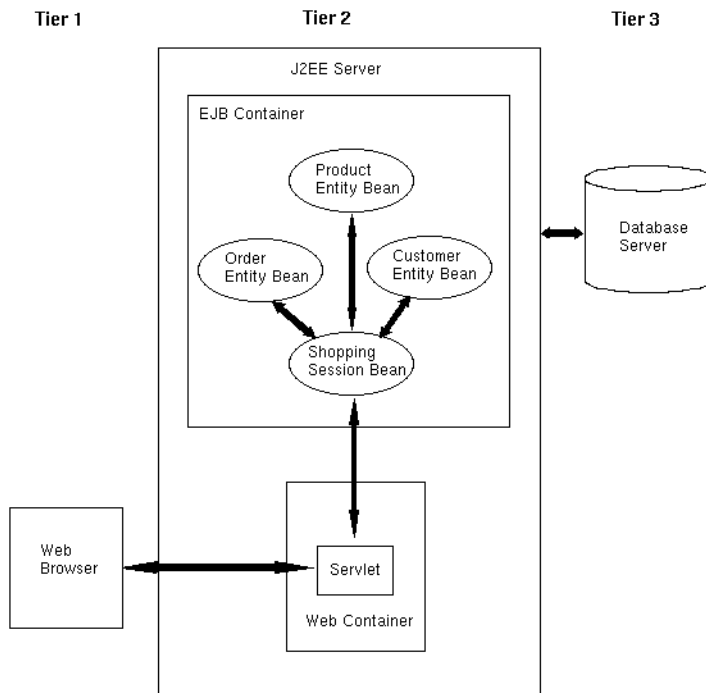 Tier 1
Tier 2
Tier 3
J2EE Server
EJB Container
Product
Entity Bean
Order
Entity Bean
Customer
Entity Bean
Shopping
Session Bean
Database
Server
Web
Browser
Servlet
Web Container